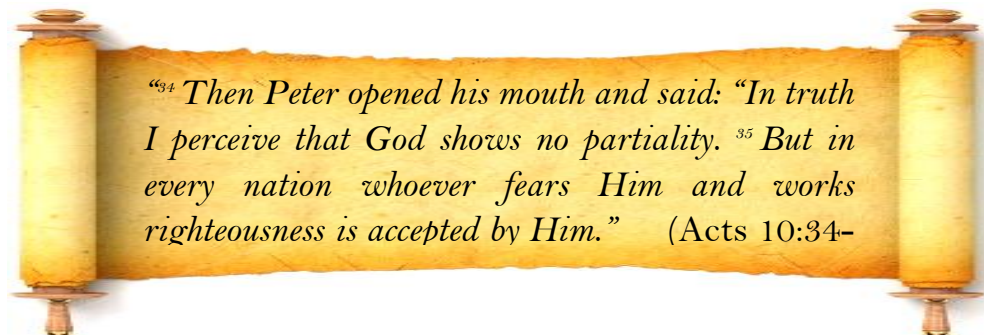 “34 Then Peter opened his mouth and said: “In truth
I perceive that God shows no partiality. 35 But in
every nation whoever fears Him and works
righteousness is accepted by Him.” (Acts 10:34–